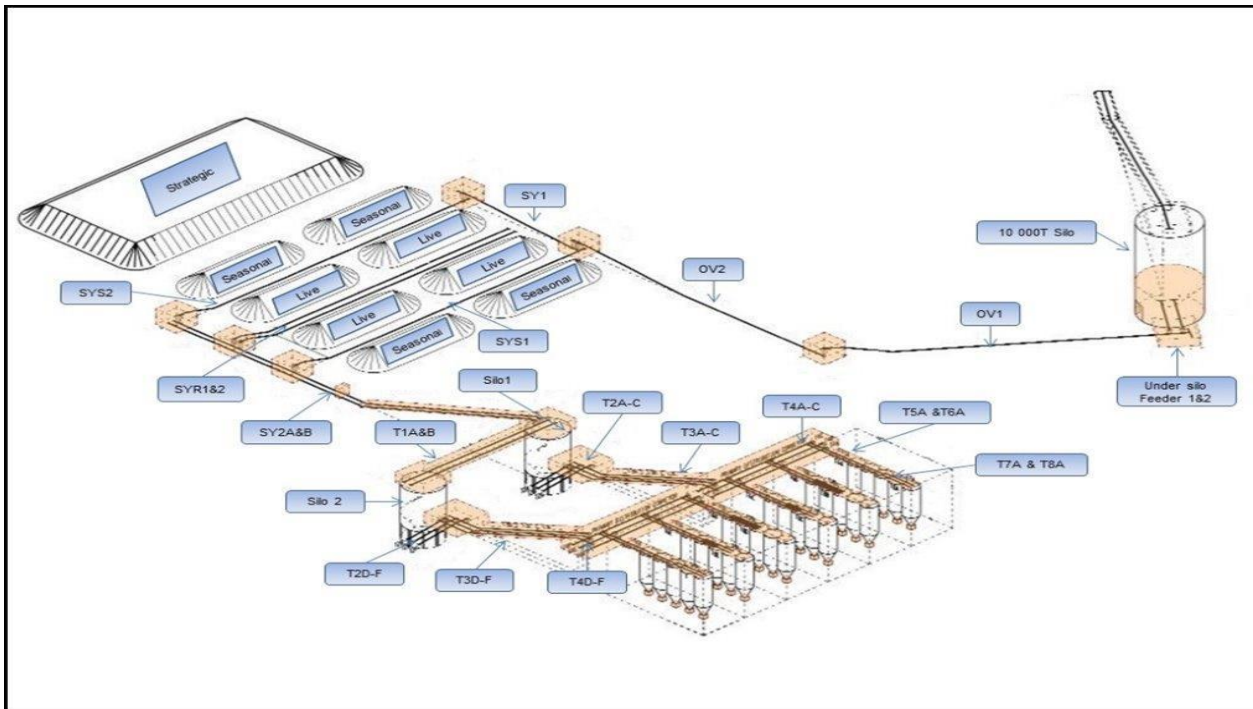 Strategic
Seasonal
Live
Seasonal
Live
Live
Seasonal
Live
Seasonal
SY1
10 000T Silo
OV2
OV1
SYS2
SYS1
SYR1&2
Silo1
Under silo
Feeder 1&2
SY2A&B
T1A&B
T2A-C
T3A-C
T4A-C
T5A &T6A
T7A & T8A
Silo 2
T2D-F
T3D-F
T4D-F